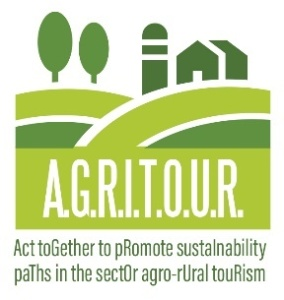 A.G.R.I.T.O.U.R.
Act toGether to pRomote sustaInability
paThs in the sectOr agro-rUral touRism